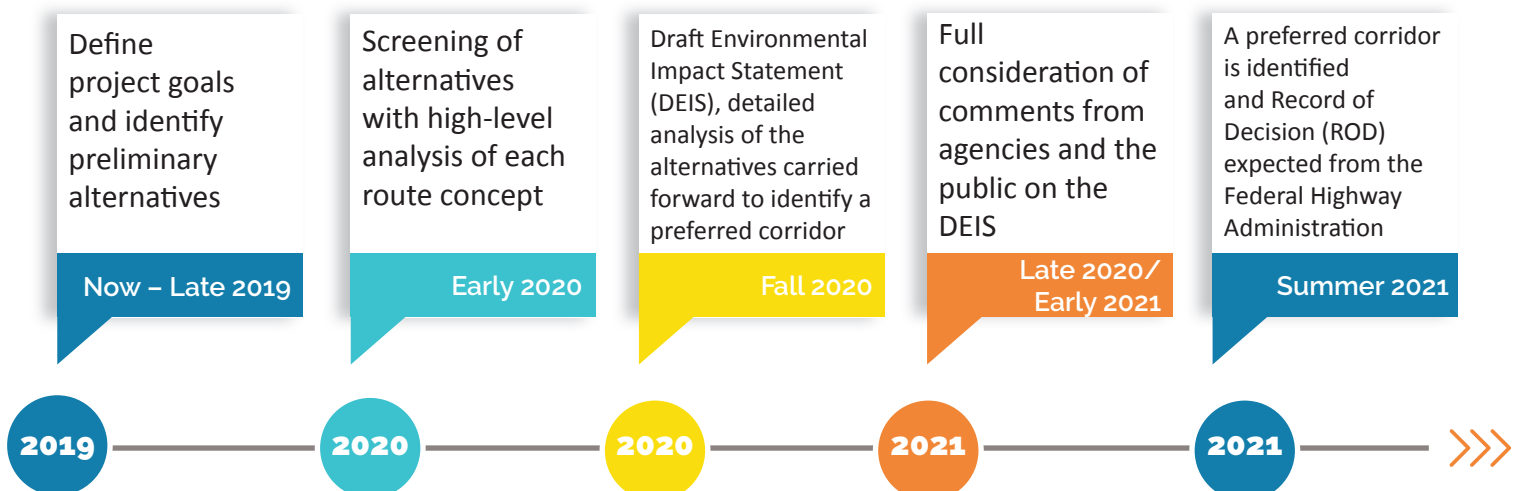 Define
project goals
and identify
preliminary
alternatives
Now – Late 2019
Screening of
alternatives
with high-level
analysis of each
route concept
Early 2020
Draft Environmental
Impact Statement
(DEIS), detailed
analysis of the
alternatives carried
forward to identify a
preferred corridor
Fall 2020
Full
consideration of
comments from
agencies and the
public on the
DEIS
Late 2020/
Early 2021
A preferred corridor
is identified
and Record of
Decision (ROD)
expected from the
Federal Highway
Administration
Summer 2021
2019
2020
2020
2021
2021